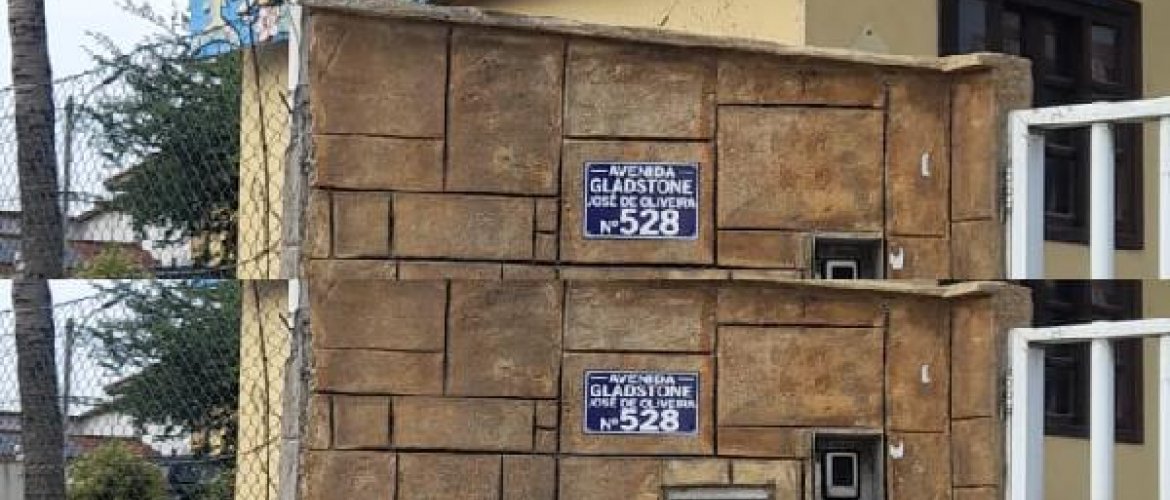 AVENIDA
GLADSTONE
JOSÉ DE OLIVEIRA
Nº 528
AVENIDA
GLADSTONE
JOSÉ DE OLIVEIRA
Nº 528